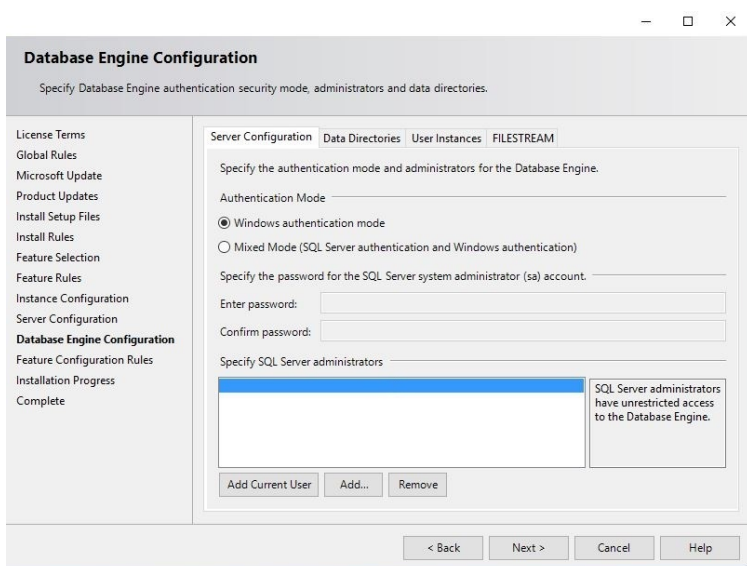 Database Engine Configuration
Specify Database Engine authentication security mode, administrators and data directories.
License Terms
Global Rules
Microsoft Update
Product Updates
Install Setup Files
Install Rules
Feature Selection
Feature Rules
Instance Configuration
Server Configuration
Database Engine Configuration
Feature Configuration Rules
Installation Progress
Complete
Server Configuration Data Directories User Instances FILESTREAM
Specify the authentication mode and administrators for the Database Engine.
Authentication Mode
Windows authentication mode
Mixed Mode (SQL Server authentication and Windows authentication)
Specify the password for the SQL Server system administrator (sa) account.
Enter password:
Confirm password:
Specify SQL Server administrators
SQL Server administrators
have unrestricted access
to the Database Engine.
Add Current User Add... Remove
< Back Next > Cancel Help